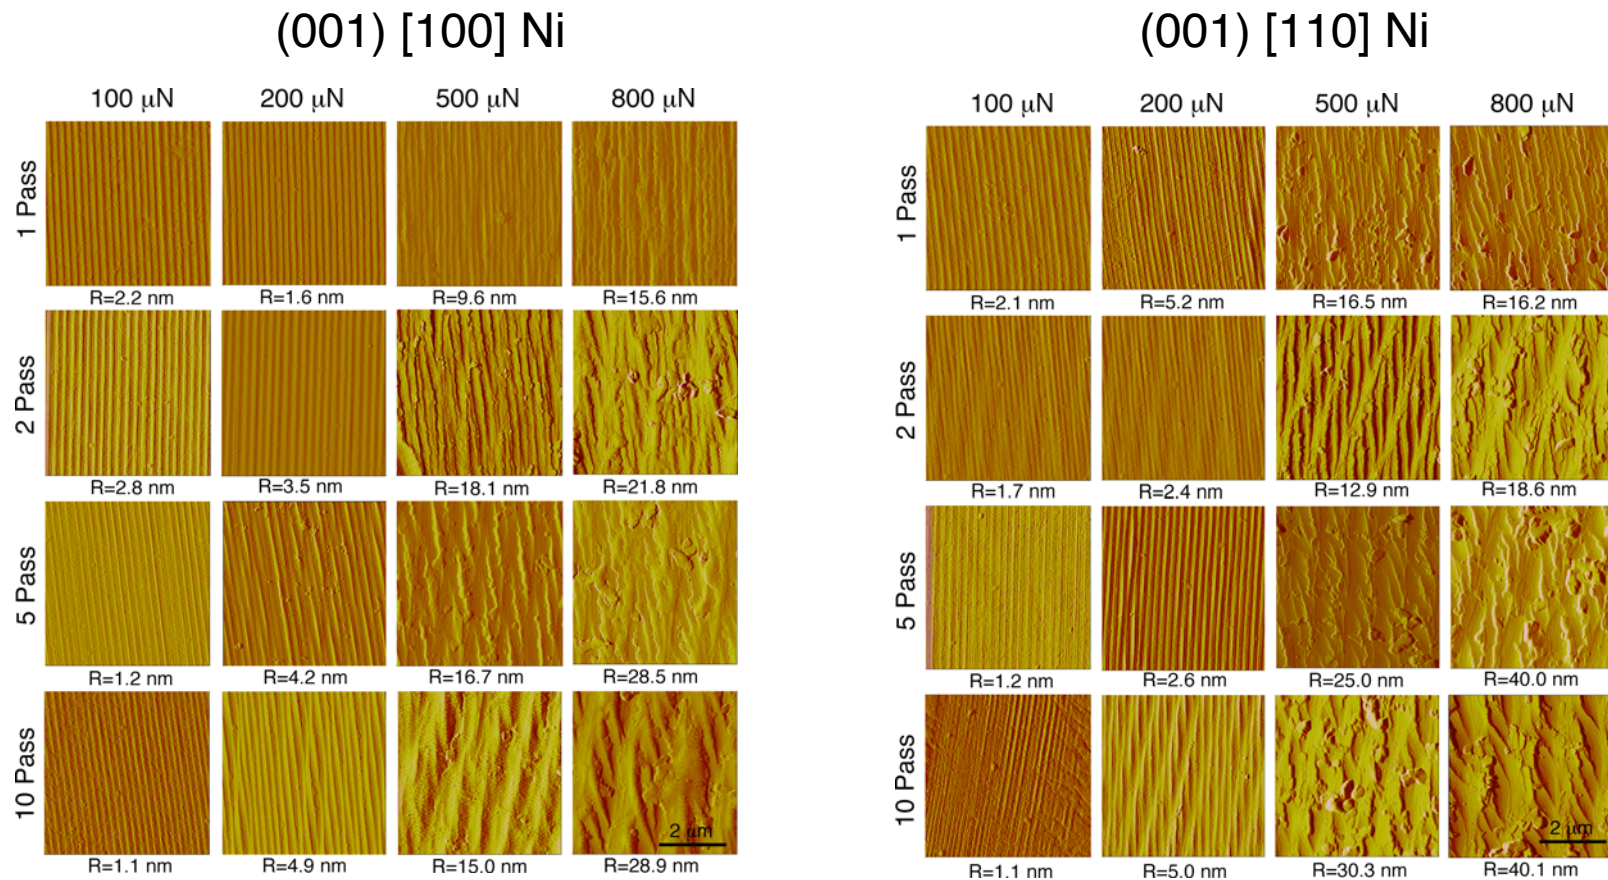 (001) [100] Ni
100 μN 200 μN 500 μN 800 μN
1 Pass
R=2.2 nm R=1.6 nm R=9.6 nm R=15.6 nm
2 Pass
R=2.8 nm R=3.5 nm R=18.1 nm R=21.8 nm
5 Pass
R=1.2 nm R=4.2 nm R=16.7 nm R=28.5 nm
10 Pass
2 μm
R=1.1 nm R=4.9 nm R=15.0 nm R=28.9 nm
(001) [110] Ni
100 μN 200 μN 500 μN 800 μN
1 Pass
R=2.1 nm R=5.2 nm R=16.5 nm R=16.2 nm
2 Pass
R=1.7 nm R=2.4 nm R=12.9 nm R=18.6 nm
5 Pass
R=1.2 nm R=2.6 nm R=25.0 nm R=40.0 nm
10 Pass
2 μm
R=1.1 nm R=5.0 nm R=30.3 nm R=40.1 nm